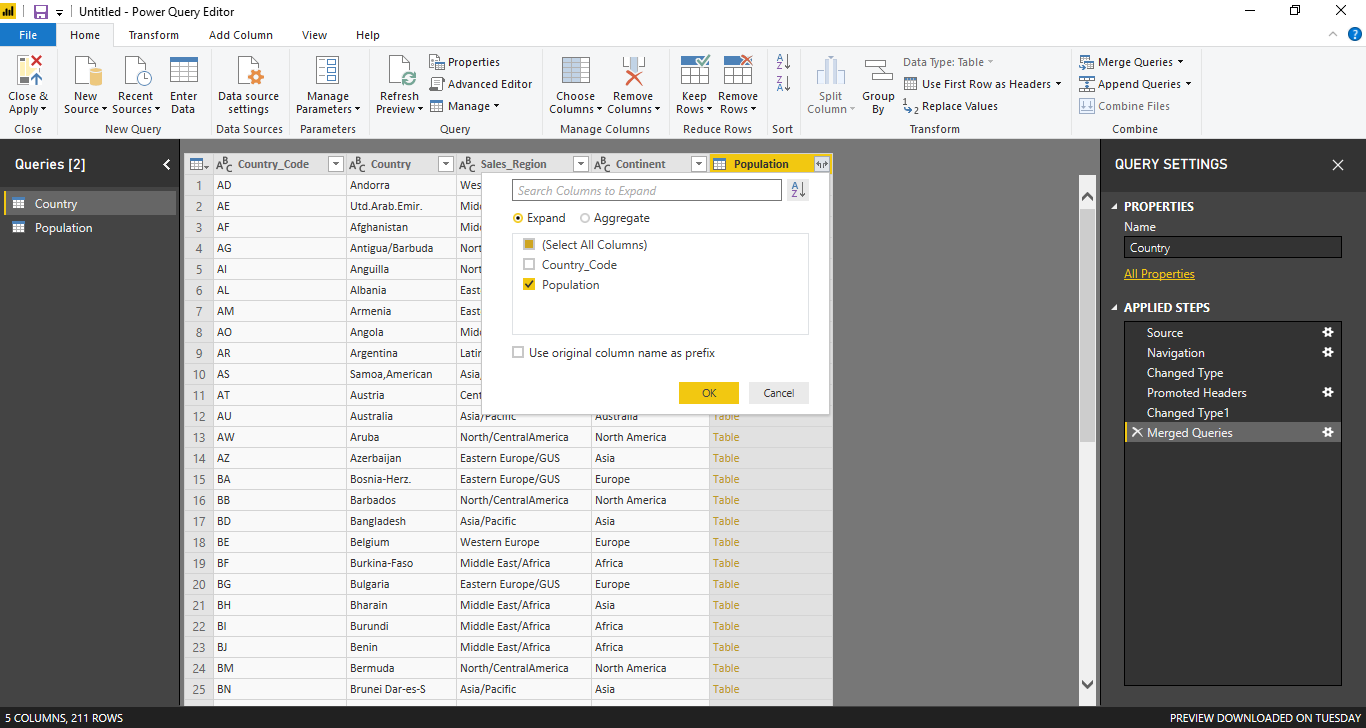 Untitled - Power Query Editor
File Home Transform Add Column View Help
Close & Apply
New Source
Recent Sources
Enter Data
Data source settings
Manage Parameters
Refresh Preview
Properties
Advanced Editor
Manage
Choose Columns
Remove Columns
Keep Rows
Remove Rows
Split Column
Group By
Data Type: Table
Use First Row as Headers
Replace Values
Merge Queries
Append Queries
Combine Files
Close New Query Data Sources Parameters Query Manage Columns Reduce Rows Sort Transform Combine
Queries [2]
Country
Population
Country_Code Country Sales_Region Continent Population
1 AD Andorra Wes
2 AE Utd.Arab.Emir. Midd
3 AF Afghanistan Midd
4 AG Antigua/Barbuda Nort
5 AI Anguilla Nort
6 AL Albania East
7 AM Armenia East
8 AO Angola Midd
9 AR Argentina Latin
10 AS Samoa,American Asia,
11 AT Austria Cent
12 AU Australia Asia/Pacific Australia Table
13 AW Aruba North/CentralAmerica North America Table
14 AZ Azerbaijan Eastern Europe/GUS Asia Table
15 BA Bosnia-Herz. Eastern Europe/GUS Europe Table
16 BB Barbados North/CentralAmerica North America Table
17 BD Bangladesh Asia/Pacific Asia Table
18 BE Belgium Western Europe Europe Table
19 BF Burkina-Faso Middle East/Africa Africa Table
20 BG Bulgaria Eastern Europe/GUS Europe Table
21 BH Bharain Middle East/Africa Asia Table
22 BI Burundi Middle East/Africa Africa Table
23 BJ Benin Middle East/Africa Africa Table
24 BM Bermuda North/CentralAmerica North America Table
25 BN Brunei Dar-es-S Asia/Pacific Asia Table
Search Columns to Expand
Expand Aggregate
(Select All Columns)
Country_Code
Population
Use original column name as prefix
OK Cancel
QUERY SETTINGS
PROPERTIES
Name
Country
All Properties
APPLIED STEPS
Source
Navigation
Changed Type
Promoted Headers
Changed Type1
Merged Queries
5 COLUMNS, 211 ROWS
PREVIEW DOWNLOADED ON TUESDAY